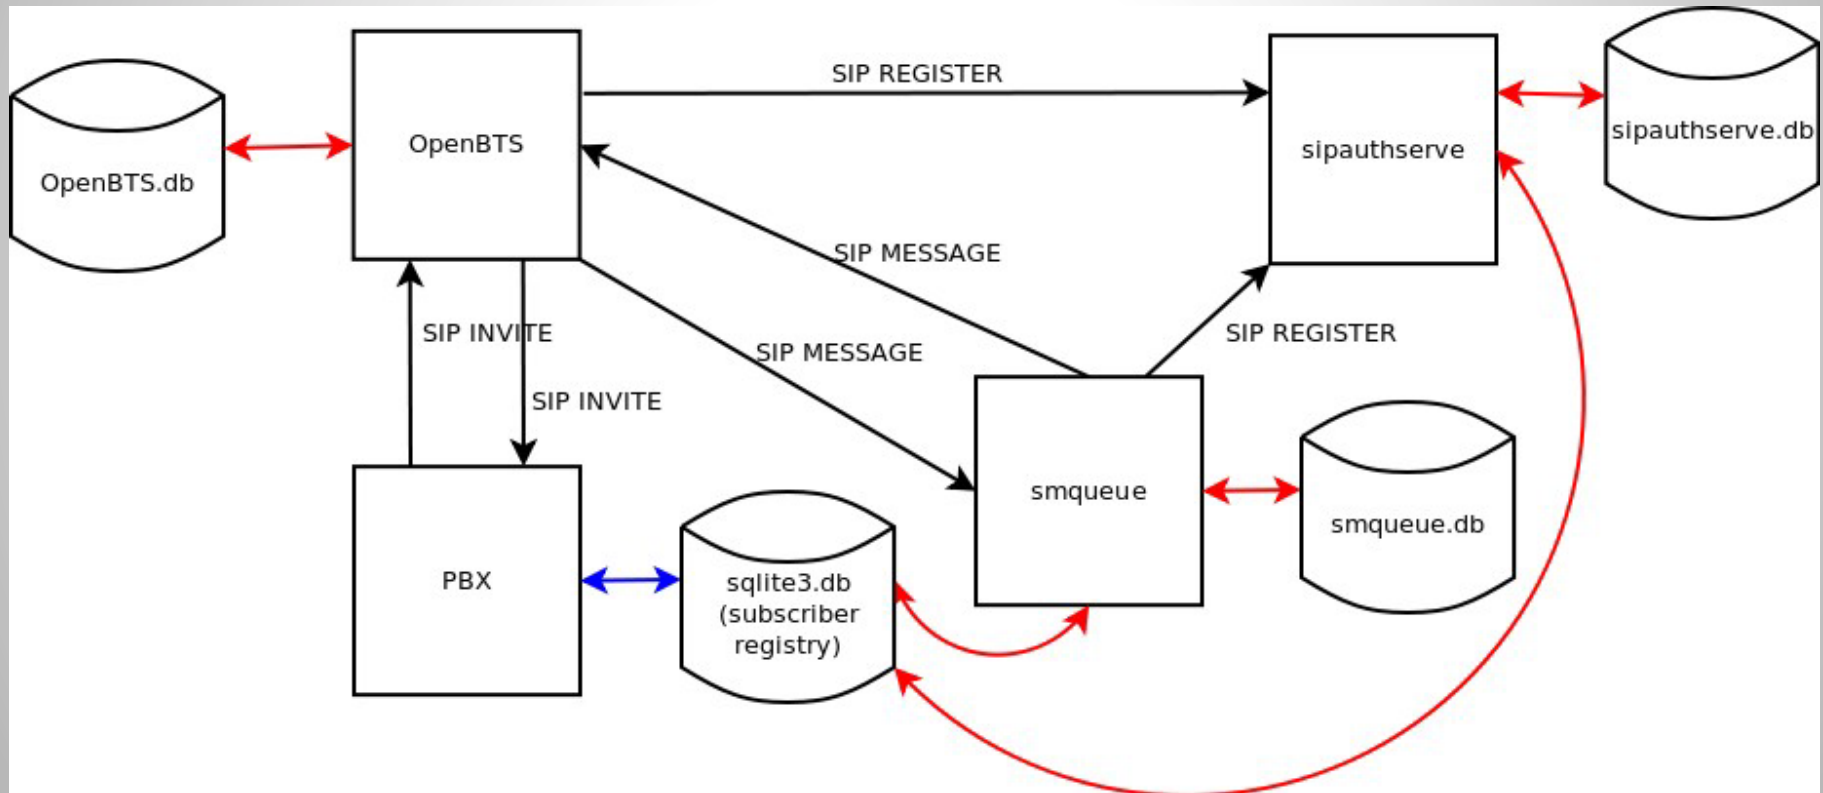 SIP REGISTER
OpenBTS
sipauthserve
sipauthserve.db
OpenBTS.db
SIP MESSAGE
SIP INVITE
SIP MESSAGE
SIP REGISTER
SIP INVITE
smqueue
smqueue.db
PBX
sqlite3.db
(subscriber
registry)